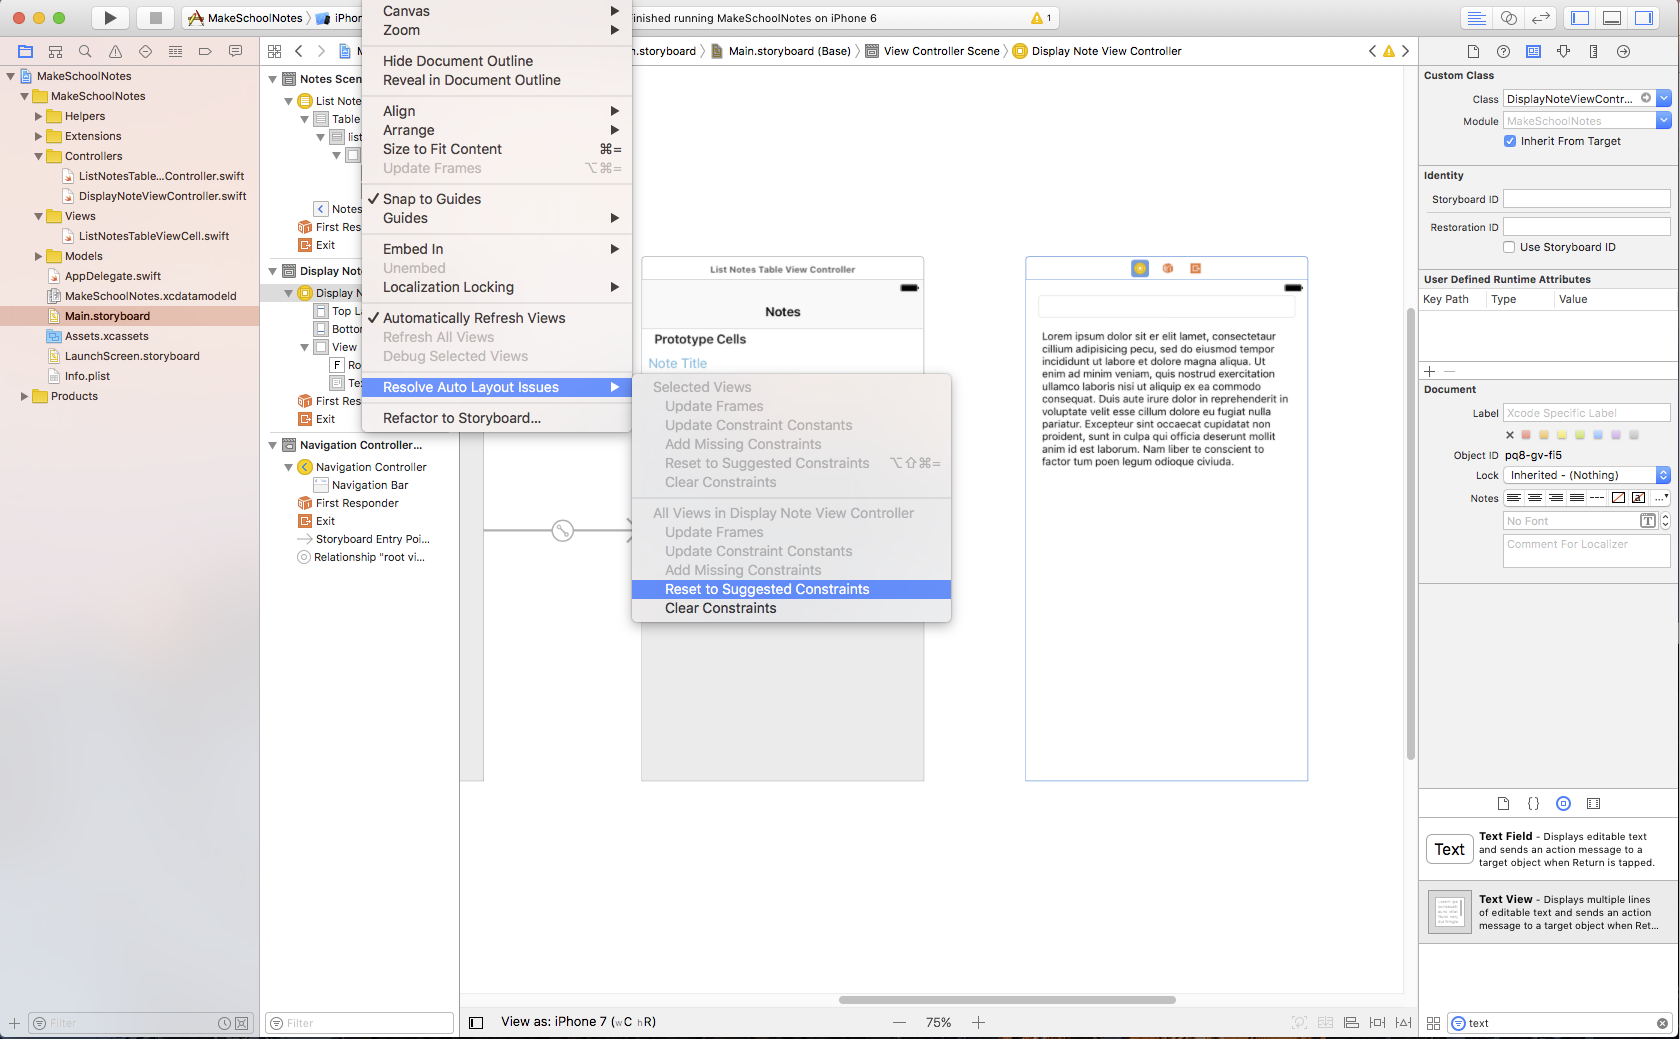 MakeSchoolNotes
iPhon
Finished running MakeSchoolNotes on iPhone 6
1
MakeSchoolNotes
MakeSchoolNotes
Helpers
Extensions
Controllers
ListNotesTable...Controller.swift
DisplayNoteViewController.swift
Views
ListNotesTableViewCell.swift
Models
AppDelegate.swift
MakeSchoolNotes.xcdatamodeld
Main.storyboard
Assets.xcassets
LaunchScreen.storyboard
Info.plist
Products
Filter
Notes Scen
List Note
Table
list
Notes
First Res
Exit
Display Note
Display N
Top La
Bottom
View
F Ro
Tex
First Res
Exit
Navigation Controller...
Navigation Controller
Navigation Bar
First Responder
Exit
Storyboard Entry Poi...
Relationship "root vi...
Filter
Canvas
Zoom
Hide Document Outline
Reveal in Document Outline
Align
Arrange
Size to Fit Content ⌘=
Update Frames ⌥⌘=
✓ Snap to Guides
Guides
Embed In
Unembed
Localization Locking
✓ Automatically Refresh Views
Refresh All Views
Debug Selected Views
Resolve Auto Layout Issues
Refactor to Storyboard...
Selected Views
Update Frames
Update Constraint Constants
Add Missing Constraints
Reset to Suggested Constraints ⌥⇧⌘=
Clear Constraints
All Views in Display Note View Controller
Update Frames
Update Constraint Constants
Add Missing Constraints
Reset to Suggested Constraints
Clear Constraints
n.storyboard
Main.storyboard (Base)
View Controller Scene
Display Note View Controller
List Notes Table View Controller
Notes
Prototype Cells
Note Title
Lorem ipsum dolor sit er elit lamet, consectetaur
cillium adipisicing pecu, sed do eiusmod tempor
incididunt ut labore et dolore magna aliqua. Ut
enim ad minim veniam, quis nostrud exercitation
ullamco laboris nisi ut aliquip ex ea commodo
consequat. Duis aute irure dolor in reprehenderit in
voluptate velit esse cillum dolore eu fugiat nulla
pariatur. Excepteur sint occaecat cupidatat non
proident, sunt in culpa qui officia deserunt mollit
anim id est laborum. Nam liber te conscient to
factor tum poen legum odioque civiuda.
View as: iPhone 7 (wC hR)
75%
Custom Class
Class DisplayNoteViewContr...
Module MakeSchoolNotes
Inherit From Target
Identity
Storyboard ID
Restoration ID
Use Storyboard ID
User Defined Runtime Attributes
Key Path Type Value
Document
Label Xcode Specific Label
Object ID pq8-gv-fi5
Lock Inherited - (Nothing)
Notes
No Font
Comment For Localizer
Text
Text Field - Displays editable text
and sends an action message to a
target object when Return is tapped.
Text View - Displays multiple lines
of editable text and sends an action
message to a target object when Ret...
text